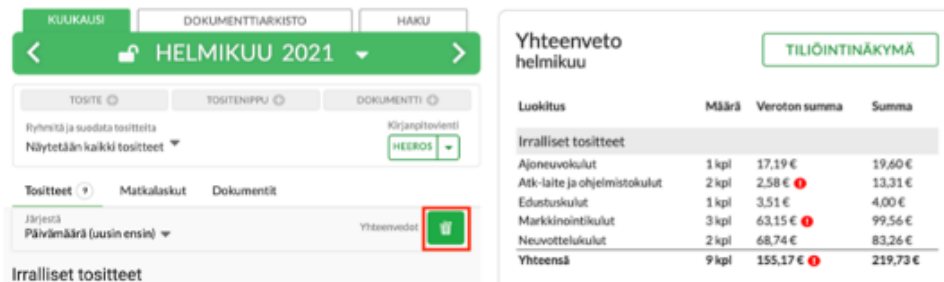 KUUKAUSI DOKUMENTTIARKISTO HAKU
HELMIKUU 2021
TOSITE TOSITENIPPU DOKUMENTTI
Ryhmitä ja suodata tositteita Kirjanpitovienti
Näytetään kaikki tositteet HEEROS
Tositteet 9 Matkalaskut Dokumentit
Järjestä
Päivämäärä (uusin ensin) Yhteenvedot
Irralliset tositteet
Yhteenveto
helmikuu
TILIÖINTINÄKYMÄ
Luokitus Määrä Veroton summa Summa
Irralliset tositteet
Ajoneuvokulut 1 kpl 17,19 € 19,60 €
Atk-laite ja ohjelmistokulut 2 kpl 2,58 € 13,31 €
Edustuskulut 1 kpl 3,51 € 4,00 €
Markkinointikulut 3 kpl 63,15 € 99,56 €
Neuvottelukulut 2 kpl 68,74 € 83,26 €
Yhteensä 9 kpl 155,17 € 219,73 €